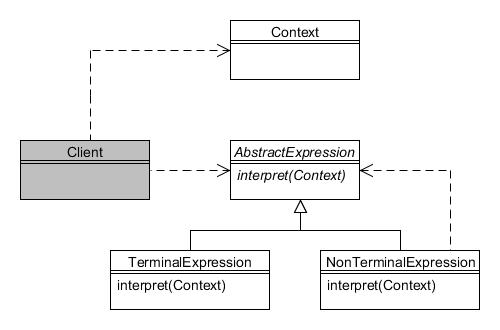 Context
Client
AbstractExpression
interpret(Context)
TerminalExpression
interpret(Context)
NonTerminalExpression
interpret(Context)